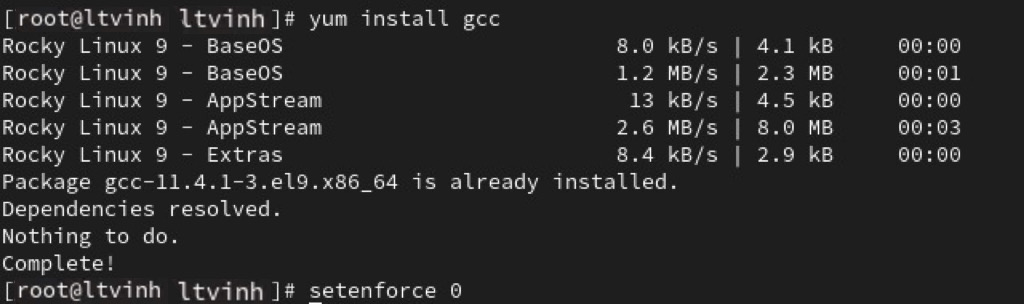 [root@ltvinh ltvinh]# yum install gcc
Rocky Linux 9 - BaseOS 8.0 kB/s | 4.1 kB 00:00
Rocky Linux 9 - BaseOS 1.2 MB/s | 2.3 MB 00:01
Rocky Linux 9 - AppStream 13 kB/s | 4.5 kB 00:00
Rocky Linux 9 - AppStream 2.6 MB/s | 8.0 MB 00:03
Rocky Linux 9 - Extras 8.4 kB/s | 2.9 kB 00:00
Package gcc-11.4.1-3.el9.x86_64 is already installed.
Dependencies resolved.
Nothing to do.
Complete!
[root@ltvinh ltvinh]# setenforce 0